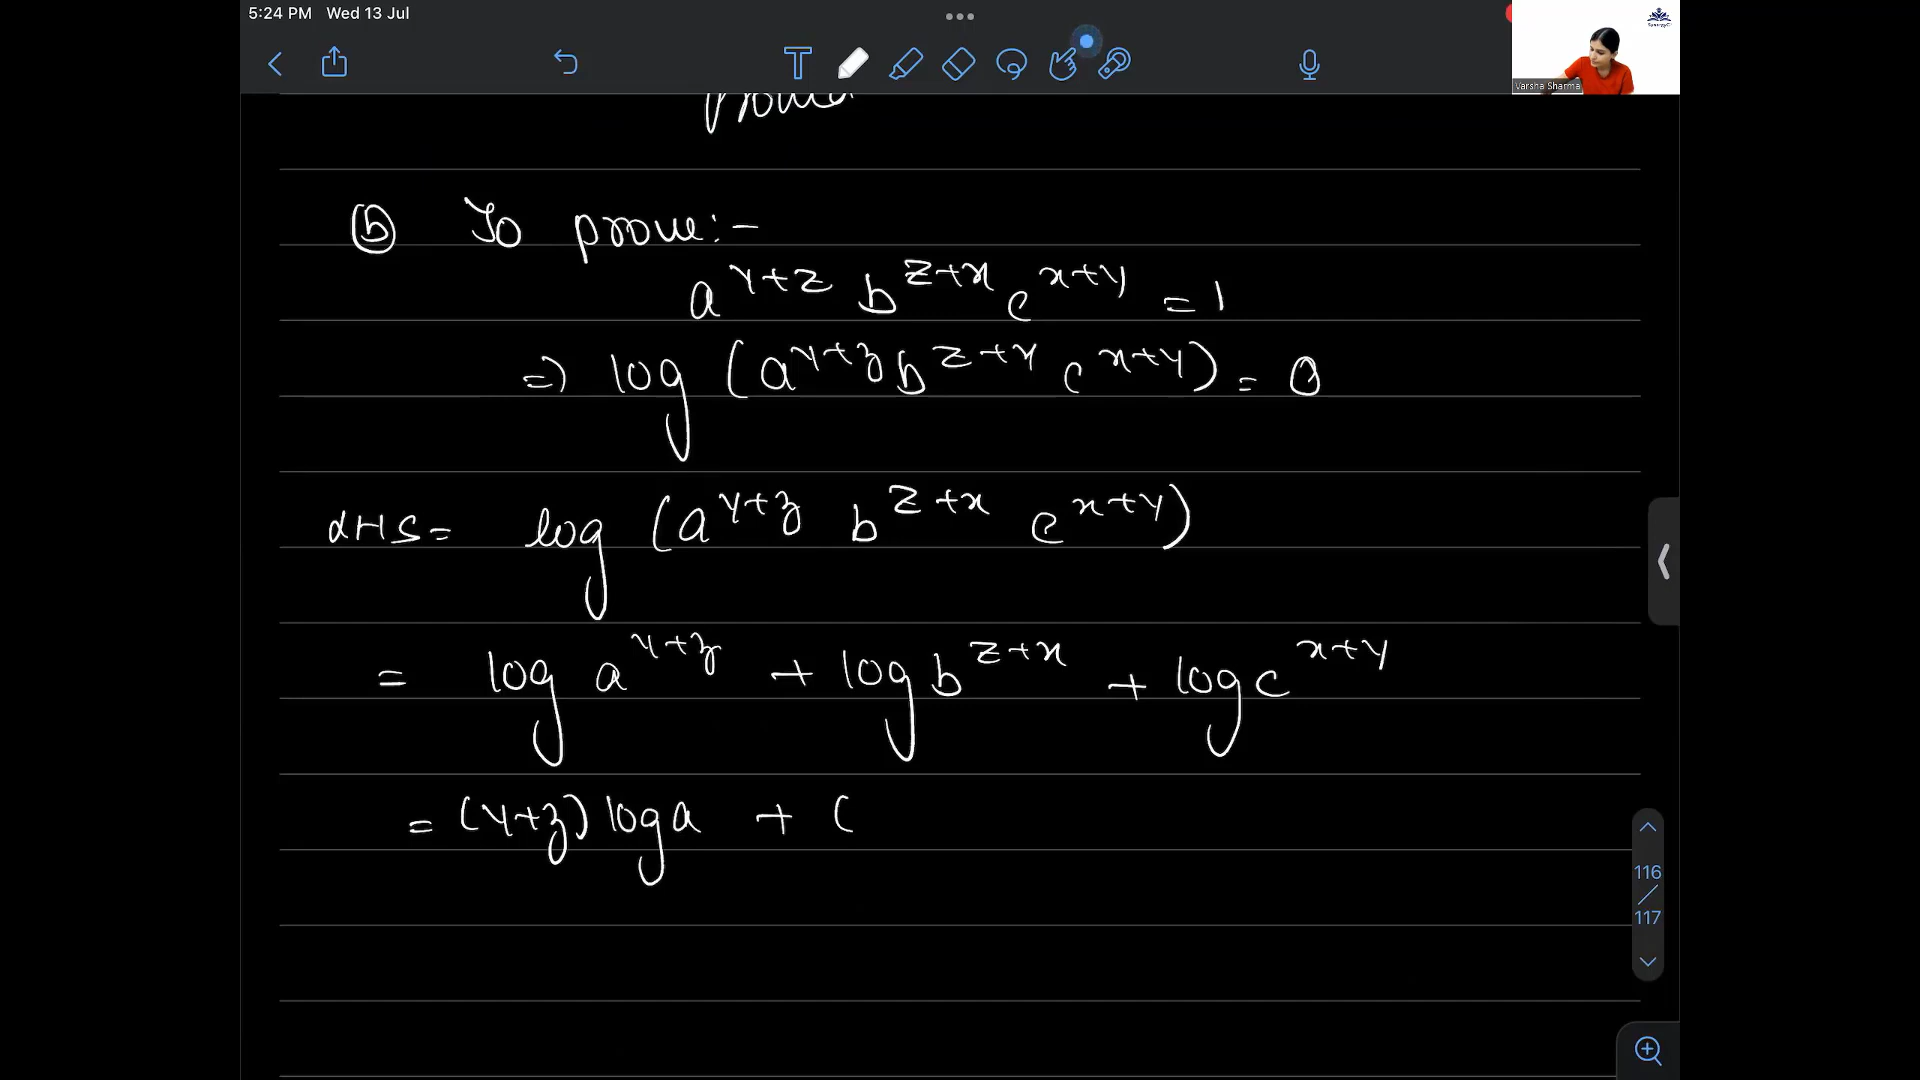 5:24 PM Wed 13 Jul
Varsha Sharma
ⓑ To prove:-
a^{y+z} b^{z+x} c^{x+y} = 1
=) log (a^{y+z} b^{z+x} c^{x+y}) = 0
LHS = log (a^{y+z} b^{z+x} c^{x+y})
= log a^{y+z} + log b^{z+x} + log c^{x+y}
= (y+z) log a + (
116
/
117